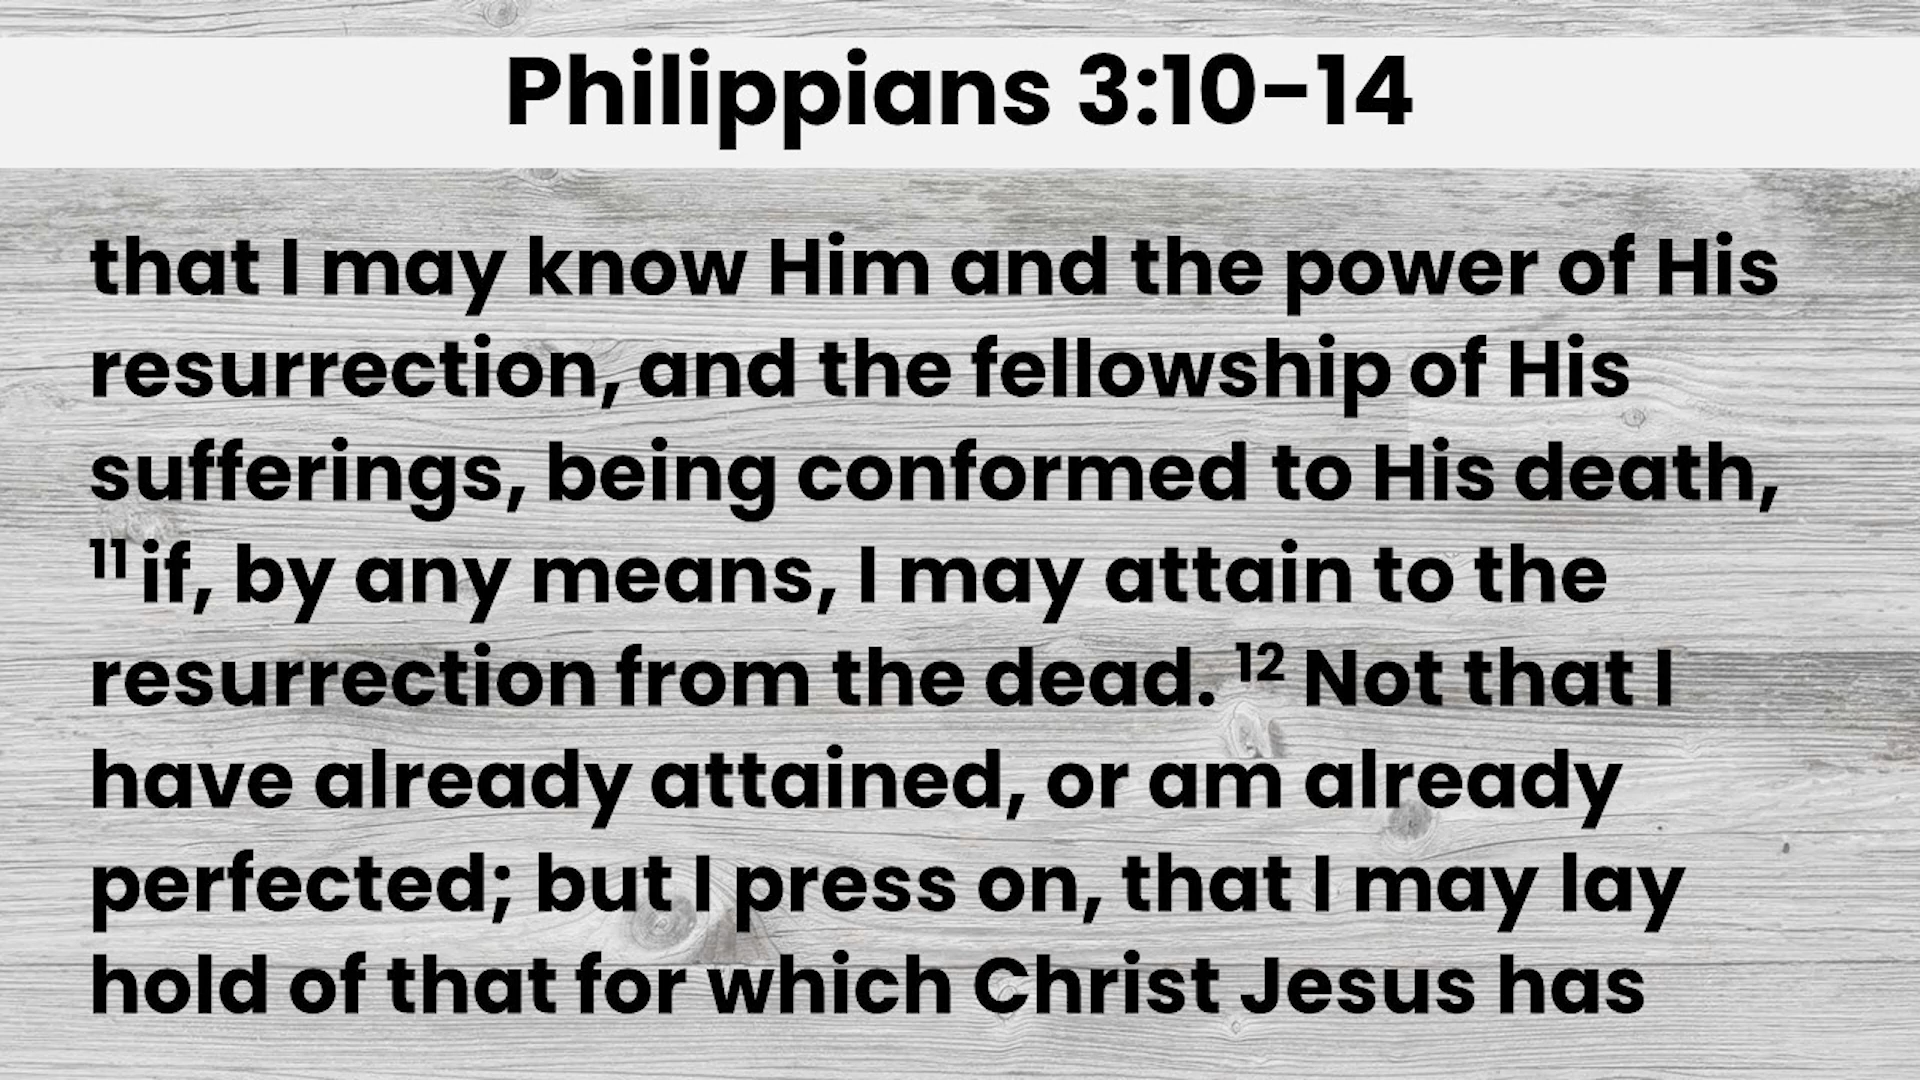 Philippians 3:10-14
that I may know Him and the power of His
resurrection, and the fellowship of His
sufferings, being conformed to His death,
¹¹ if, by any means, I may attain to the
resurrection from the dead. ¹² Not that I
have already attained, or am already
perfected; but I press on, that I may lay
hold of that for which Christ Jesus has